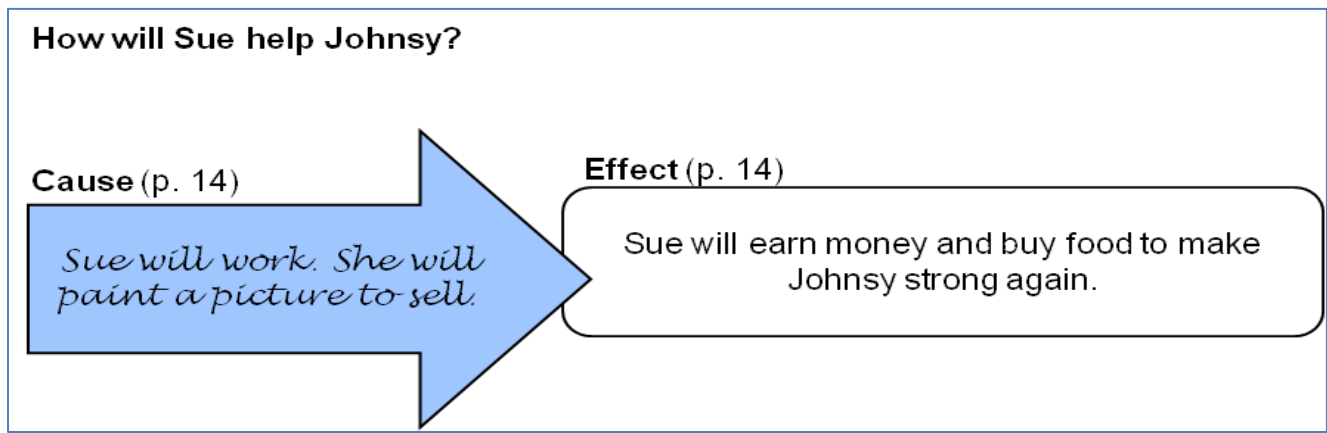 How will Sue help Johnsy?
Cause (p. 14)
Effect (p. 14)
Sue will work. She will
paint a picture to sell.
Sue will earn money and buy food to make
Johnsy strong again.